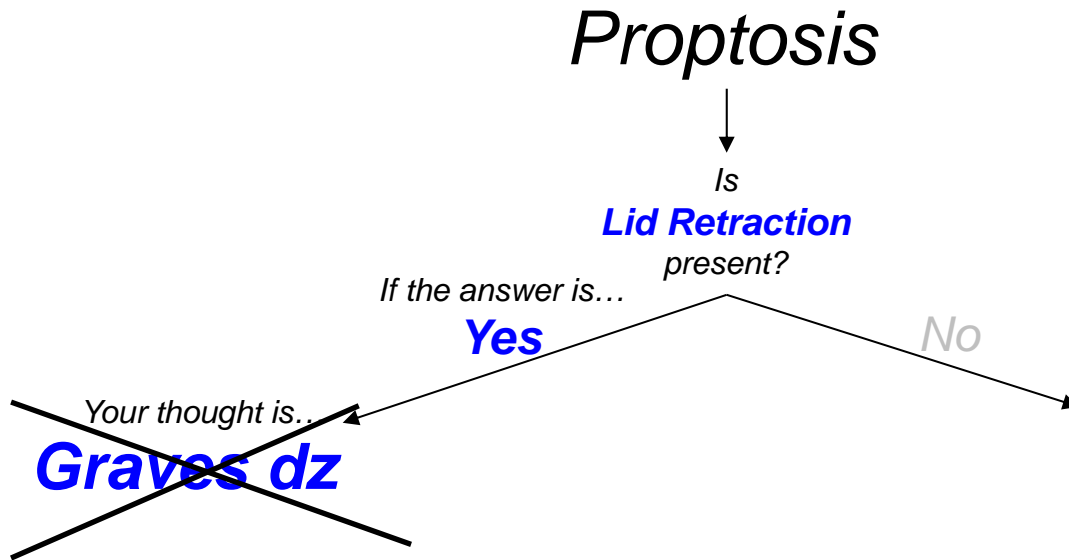 Proptosis
Is
Lid Retraction
present?
If the answer is…
Yes
No
Your thought is…
Graves dz